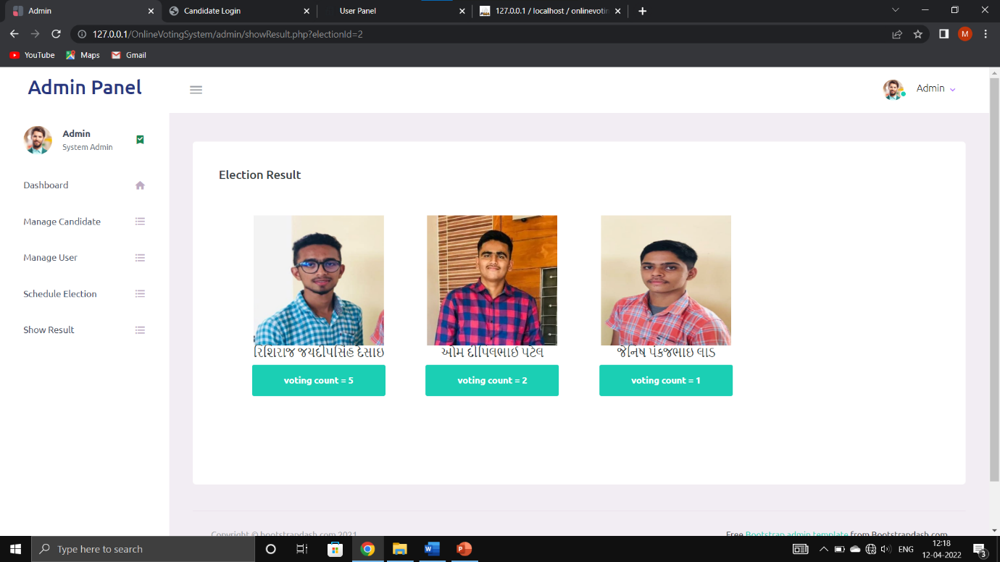 Admin
Candidate Login
User Panel
127.0.0.1 / localhost / onlinevotin
127.0.0.1/OnlineVotingSystem/admin/showResult.php?electionId=2
M
YouTube
Maps
Gmail
Admin Panel
Admin
Admin
System Admin
Dashboard
Manage Candidate
Manage User
Schedule Election
Show Result
Election Result
રિશિરાજ જયદીપસિંહ દેસાઇ
ઓમ દીપિલભાઈ પટેલ
જેનિષ પંકજભાઇ લાડ
voting count = 5
voting count = 2
voting count = 1
Copyright © bootstrapdash.com 2021
Free Bootstrap admin template from Bootstrapdash.com
Type here to search
ENG
12:18
12-04-2022
3